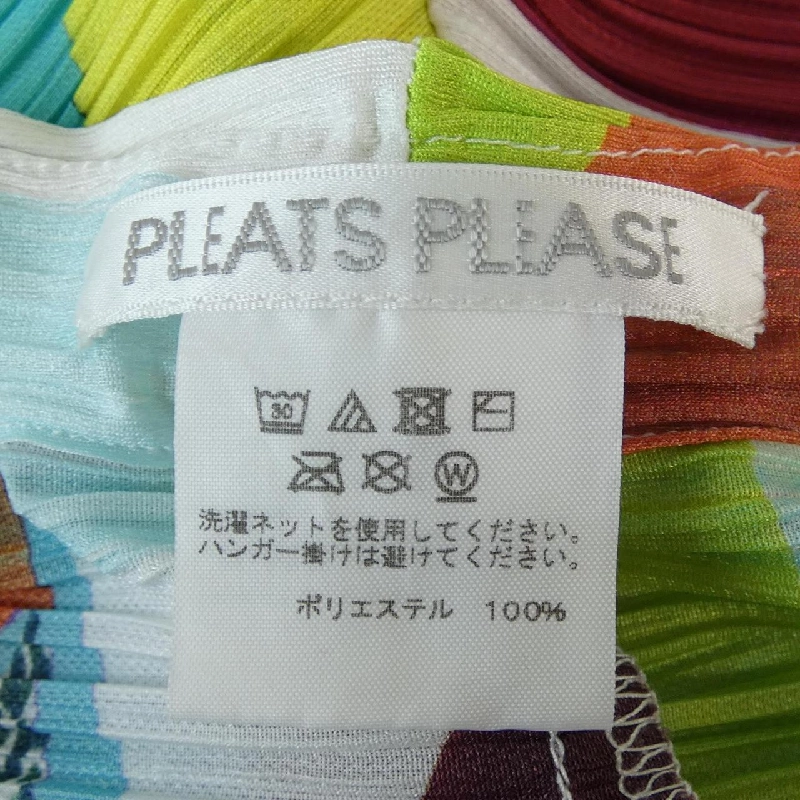 PLEATS PLEASE
30
W
洗濯ネットを使用してください。
ハンガー掛けは避けてください。
ポリエステル 100%